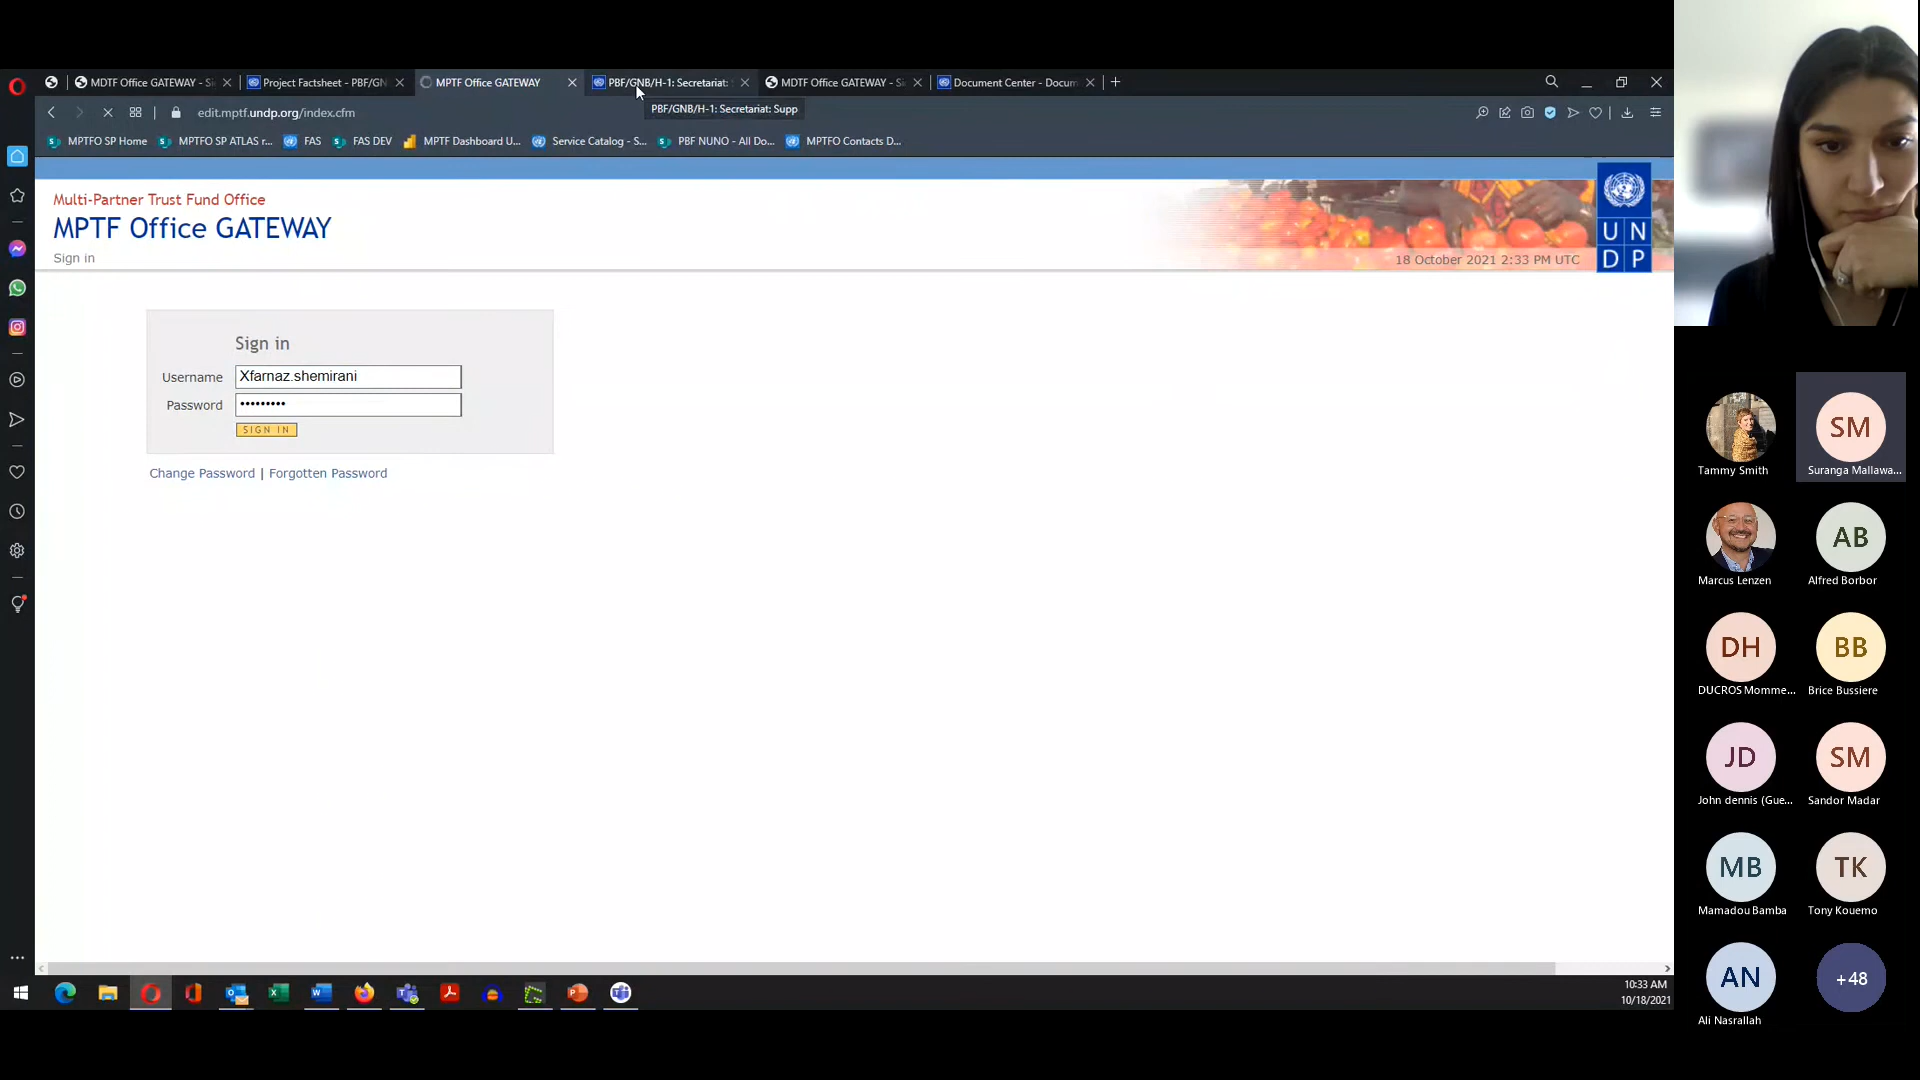 MDTF Office GATEWAY - Si
Project Factsheet - PBF/GN
MPTF Office GATEWAY
PBF/GNB/H-1: Secretariat:
MDTF Office GATEWAY - Si
Document Center - Docum
edit.mptf.undp.org/index.cfm
PBF/GNB/H-1: Secretariat: Supp
MPTFO SP Home
MPTFO SP ATLAS r...
FAS
FAS DEV
MPTF Dashboard U...
Service Catalog - S...
PBF NUNO - All Do...
MPTFO Contacts D...
Multi-Partner Trust Fund Office
MPTF Office GATEWAY
Sign in
18 October 2021 2:33 PM UTC
U N
D P
Sign in
Username
Xfarnaz.shemirani
Password
•••••••••
SIGN IN
Change Password | Forgotten Password
10:33 AM
10/18/2021
Tammy Smith
SM
Suranga Mallawa...
Marcus Lenzen
AB
Alfred Borbor
DH
DUCROS Momme...
BB
Brice Bussiere
JD
John dennis (Gue...
SM
Sandor Madar
MB
Mamadou Bamba
TK
Tony Kouemo
AN
Ali Nasrallah
+48